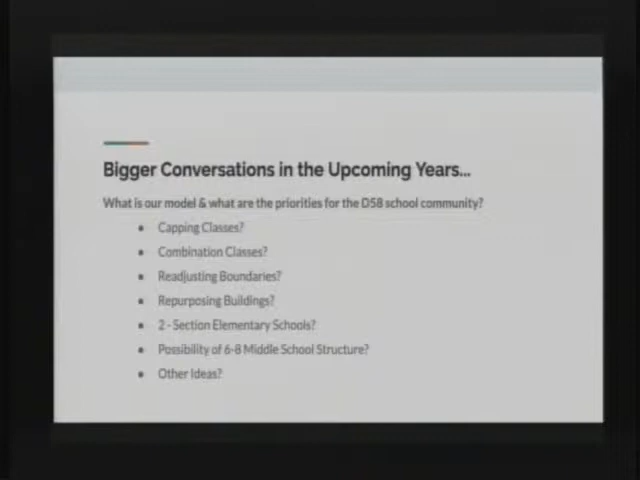 Bigger Conversations in the Upcoming Years...
What is our model & what are the priorities for the D58 school community?
Capping Classes?
Combination Classes?
Readjusting Boundaries?
Repurposing Buildings?
2 - Section Elementary Schools?
Possibility of 6-8 Middle School Structure?
Other Ideas?